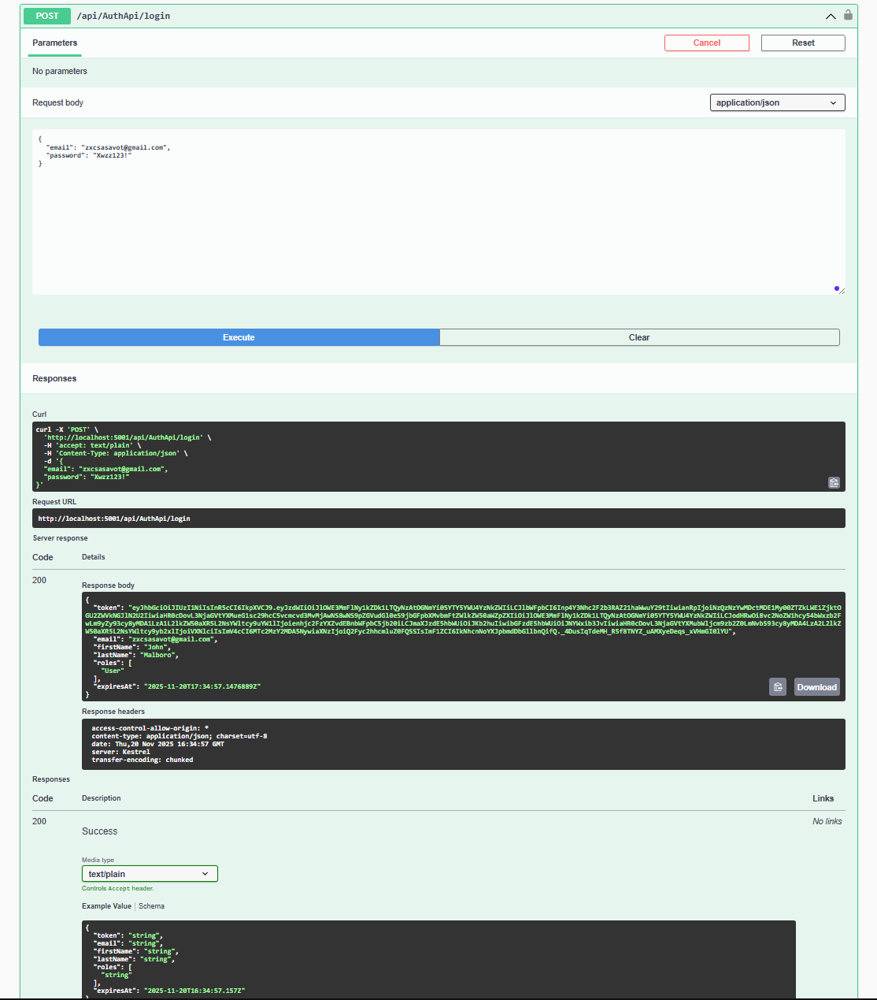 POST /api/AuthApi/login
Parameters
Cancel
Reset
No parameters
Request body
application/json
{
"email": "zxcsasavot@gmail.com",
"password": "Xwzz123!"
}
Execute
Clear
Responses
Curl
curl -X 'POST' \
'http://localhost:5001/api/AuthApi/login' \
-H 'accept: text/plain' \
-H 'Content-Type: application/json' \
-d '{
"email": "zxcsasavot@gmail.com",
"password": "Xwzz123!"
}'
Request URL
http://localhost:5001/api/AuthApi/login
Server response
Code Details
200
Response body
{
"token":
"email": "zxcsasavot@gmail.com",
"firstName": "John",
"lastName": "Malboro",
"roles": [
"User"
],
"expiresAt": "2025-11-20T17:34:57.1476889Z"
}
Download
Response headers
access-control-allow-origin: *
content-type: application/json; charset=utf-8
date: Thu,20 Nov 2025 16:34:57 GMT
server: Kestrel
transfer-encoding: chunked
Responses
Code Description Links
200
Success
No links
Media type
text/plain
Controls Accept header.
Example Value | Schema
{
"token": "string",
"email": "string",
"firstName": "string",
"lastName": "string",
"roles": [
"string"
],
"expiresAt": "2025-11-20T16:34:57.157Z"
}